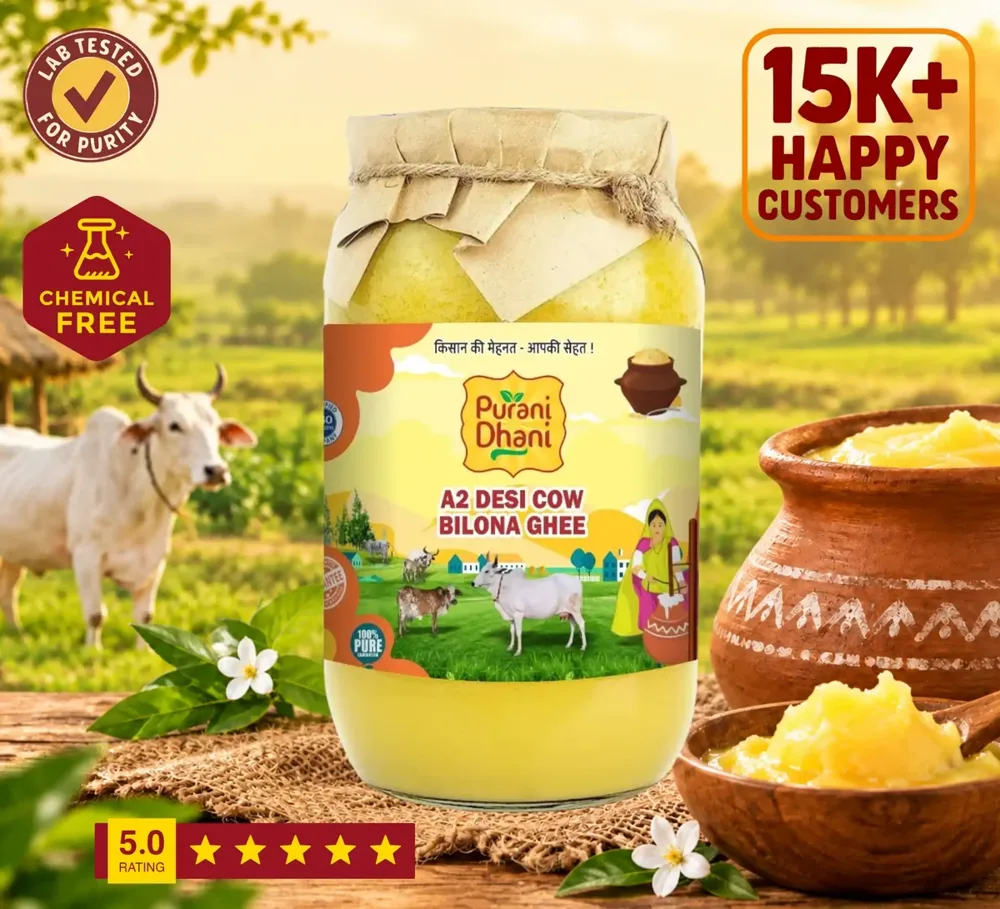 LAB TESTED
FOR PURITY
15K+
HAPPY
CUSTOMERS
CHEMICAL
FREE
किसान की मेहनत - आपकी सेहत !
Purani
Dhani
A2 DESI COW
BILONA GHEE
100%
PURE
5.0
RATING